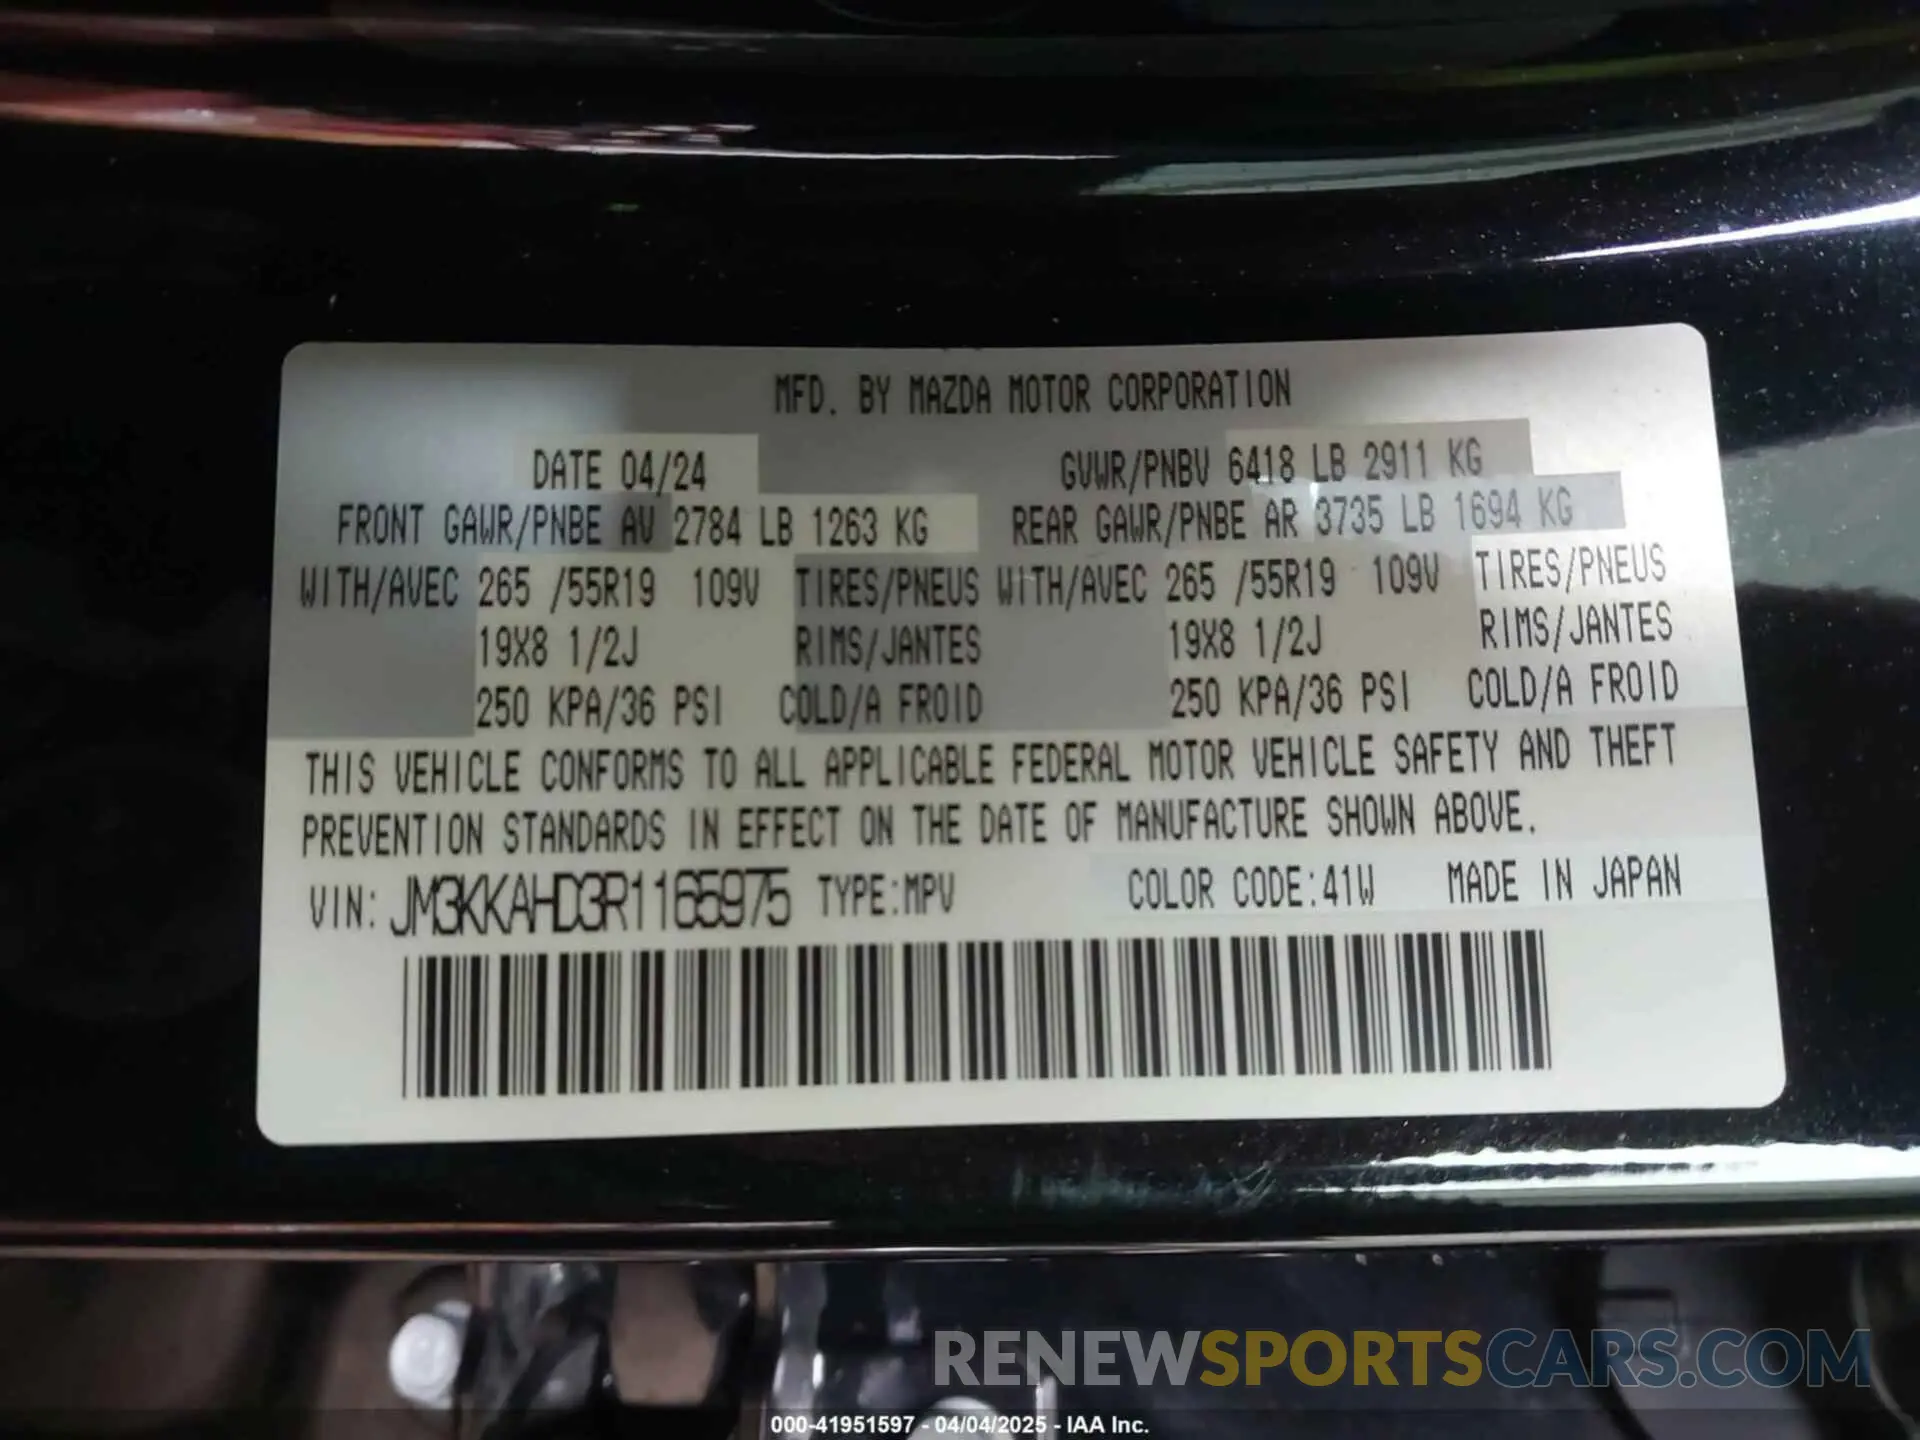 MFD. BY MAZDA MOTOR CORPORATION
DATE 04/24 GVWR/PNBV 6418 LB 2911 KG
FRONT GAWR/PNBE AV 2784 LB 1263 KG REAR GAWR/PNBE AR 3735 LB 1694 KG
WITH/AVEC 265 /55R19 109V TIRES/PNEUS WITH/AVEC 265 /55R19 109V TIRES/PNEUS
19X8 1/2J RIMS/JANTES 19X8 1/2J RIMS/JANTES
250 KPA/36 PSI COLD/A FROID 250 KPA/36 PSI COLD/A FROID
THIS VEHICLE CONFORMS TO ALL APPLICABLE FEDERAL MOTOR VEHICLE SAFETY AND THEFT
PREVENTION STANDARDS IN EFFECT ON THE DATE OF MANUFACTURE SHOWN ABOVE.
VIN: JM3KKAHD3R1165975 TYPE:MPV COLOR CODE:41W MADE IN JAPAN
RENEWSPORTSCARS.COM
000-41951597 - 04/04/2025 - IAA Inc.